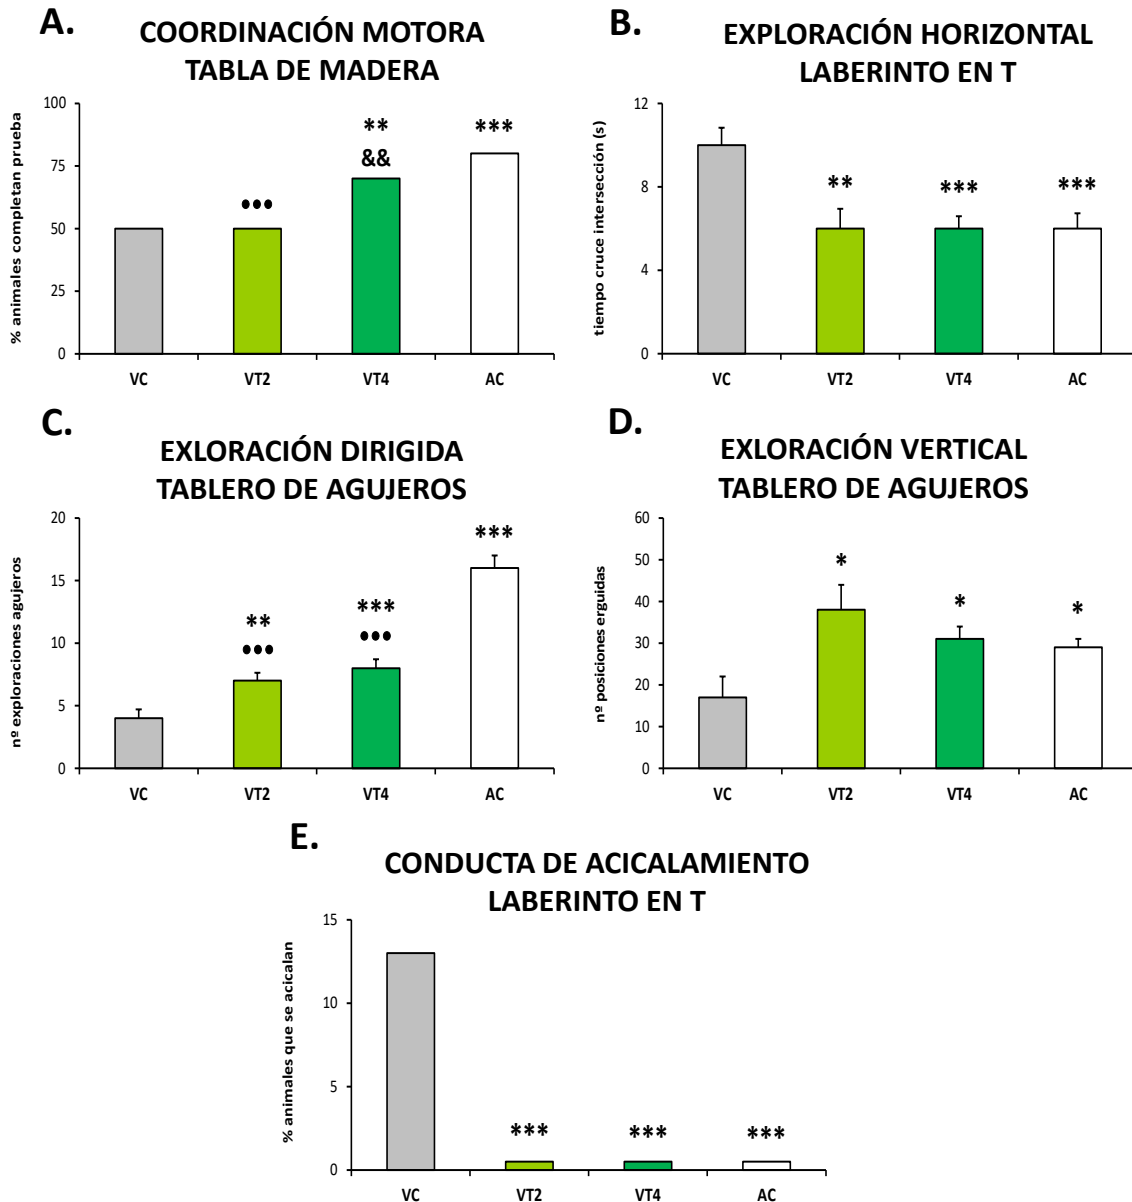 A.
COORDINACIÓN MOTORA
TABLA DE MADERA
% animales completan prueba
100
75
50
25
0
•••
**
&&
***
VC VT2 VT4 AC
B.
EXPLORACIÓN HORIZONTAL
LABERINTO EN T
tiempo cruce intersección (s)
12
8
4
0
**
***
***
VC VT2 VT4 AC
C.
EXLORACIÓN DIRIGIDA
TABLERO DE AGUJEROS
nº exploraciones agujeros
20
15
10
5
0
**
•••
***
•••
***
VC VT2 VT4 AC
D.
EXLORACIÓN VERTICAL
TABLERO DE AGUJEROS
nº posiciones erguidas
60
50
40
30
20
10
0
*
*
*
VC VT2 VT4 AC
E.
CONDUCTA DE ACICALAMIENTO
LABERINTO EN T
% animales que se acicalan
15
10
5
0
***
***
***
VC VT2 VT4 AC